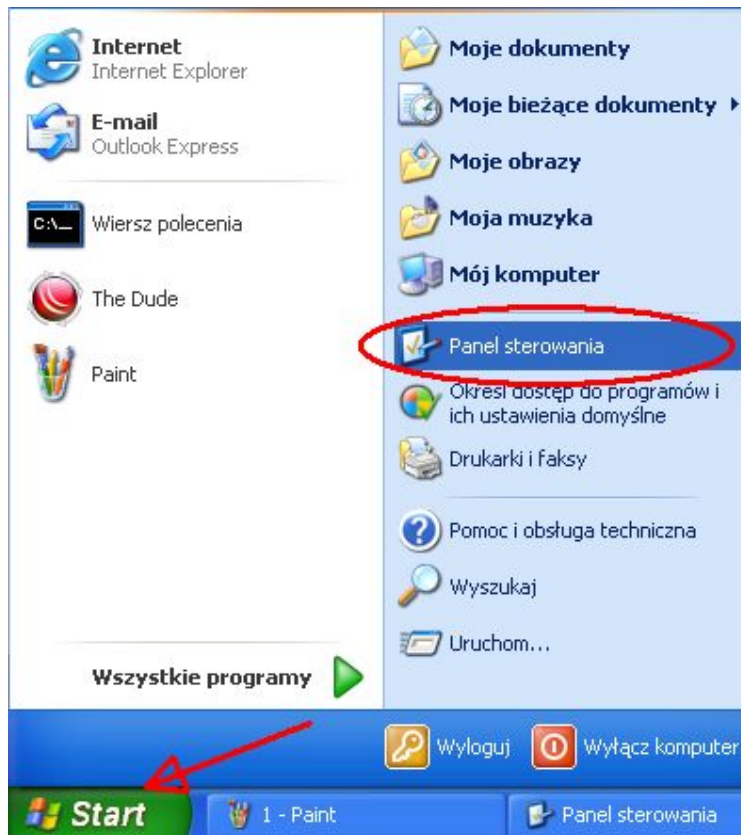 Internet
Internet Explorer
E-mail
Outlook Express
C:\_
Wiersz polecenia
The Dude
Paint
Wszystkie programy
Moje dokumenty
Moje bieżące dokumenty
Moje obrazy
Moja muzyka
Mój komputer
Panel sterowania
Określ dostęp do programów i
ich ustawienia domyślne
Drukarki i faksy
Pomoc i obsługa techniczna
Wyszukaj
Uruchom...
Wyloguj
Wyłącz komputer
Start
1 - Paint
Panel sterowania